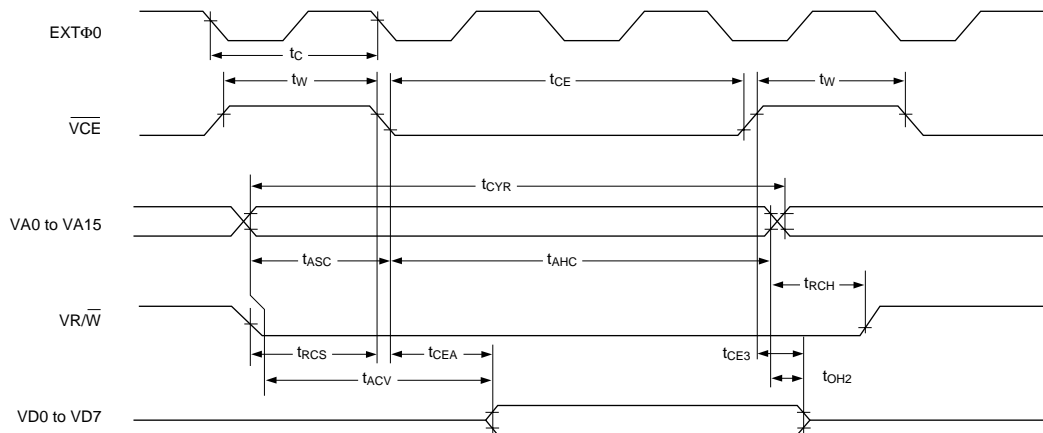 EXTΦ0
tC
tW
tCE
tW
VCE
tCYR
VA0 to VA15
tASC
tAHC
tRCH
VR/W
tRCS
tCEA
tCE3
tACV
tOH2
VD0 to VD7